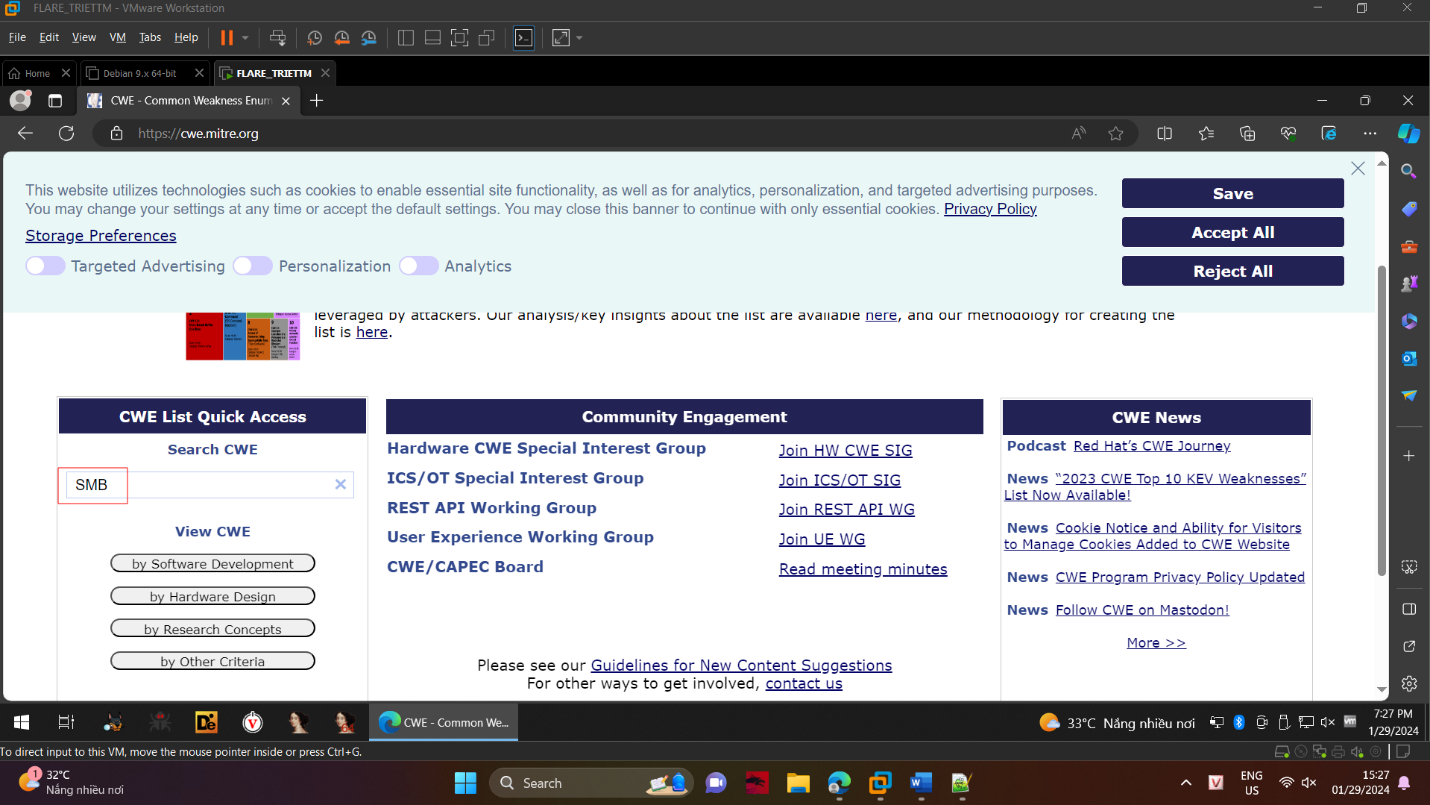 FLARE_TRIETTM - VMware Workstation
File Edit View VM Tabs Help
Home Debian 9.x 64-bit FLARE_TRIETTM
CWE - Common Weakness Enum
https://cwe.mitre.org
This website utilizes technologies such as cookies to enable essential site functionality, as well as for analytics, personalization, and targeted advertising purposes.
You may change your settings at any time or accept the default settings. You may close this banner to continue with only essential cookies. Privacy Policy
Storage Preferences
Targeted Advertising Personalization Analytics
Save
Accept All
Reject All
leveraged by attackers. Our analysis/key insights about the list are available here, and our methodology for creating the
list is here.
CWE List Quick Access
Search CWE
SMB
View CWE
by Software Development
by Hardware Design
by Research Concepts
by Other Criteria
Community Engagement
Hardware CWE Special Interest Group Join HW CWE SIG
ICS/OT Special Interest Group Join ICS/OT SIG
REST API Working Group Join REST API WG
User Experience Working Group Join UE WG
CWE/CAPEC Board Read meeting minutes
Please see our Guidelines for New Content Suggestions
For other ways to get involved, contact us
CWE News
Podcast Red Hat's CWE Journey
News “2023 CWE Top 10 KEV Weaknesses”
List Now Available!
News Cookie Notice and Ability for Visitors
to Manage Cookies Added to CWE Website
News CWE Program Privacy Policy Updated
News Follow CWE on Mastodon!
More >>
CWE - Common We...
33°C Nắng nhiều nơi
7:27 PM
1/29/2024
To direct input to this VM, move the mouse pointer inside or press Ctrl+G.
1
32°C
Nắng nhiều nơi
Search
ENG
US
15:27
01/29/2024